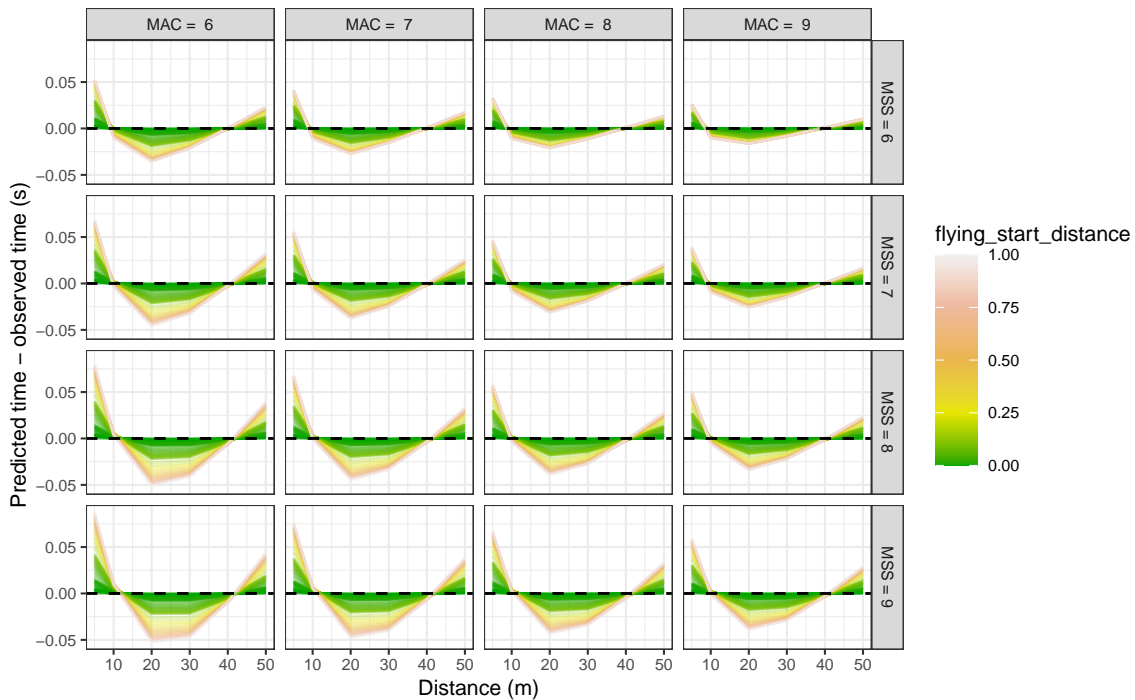 MAC = 6
MAC = 7
MAC = 8
MAC = 9
0.05
0.00
−0.05
MSS = 6
0.05
0.00
−0.05
MSS = 7
0.05
0.00
−0.05
MSS = 8
0.05
0.00
−0.05
MSS = 9
10 20 30 40 50
10 20 30 40 50
10 20 30 40 50
10 20 30 40 50
Distance (m)
Predicted time − observed time (s)
flying_start_distance
1.00
0.75
0.50
0.25
0.00